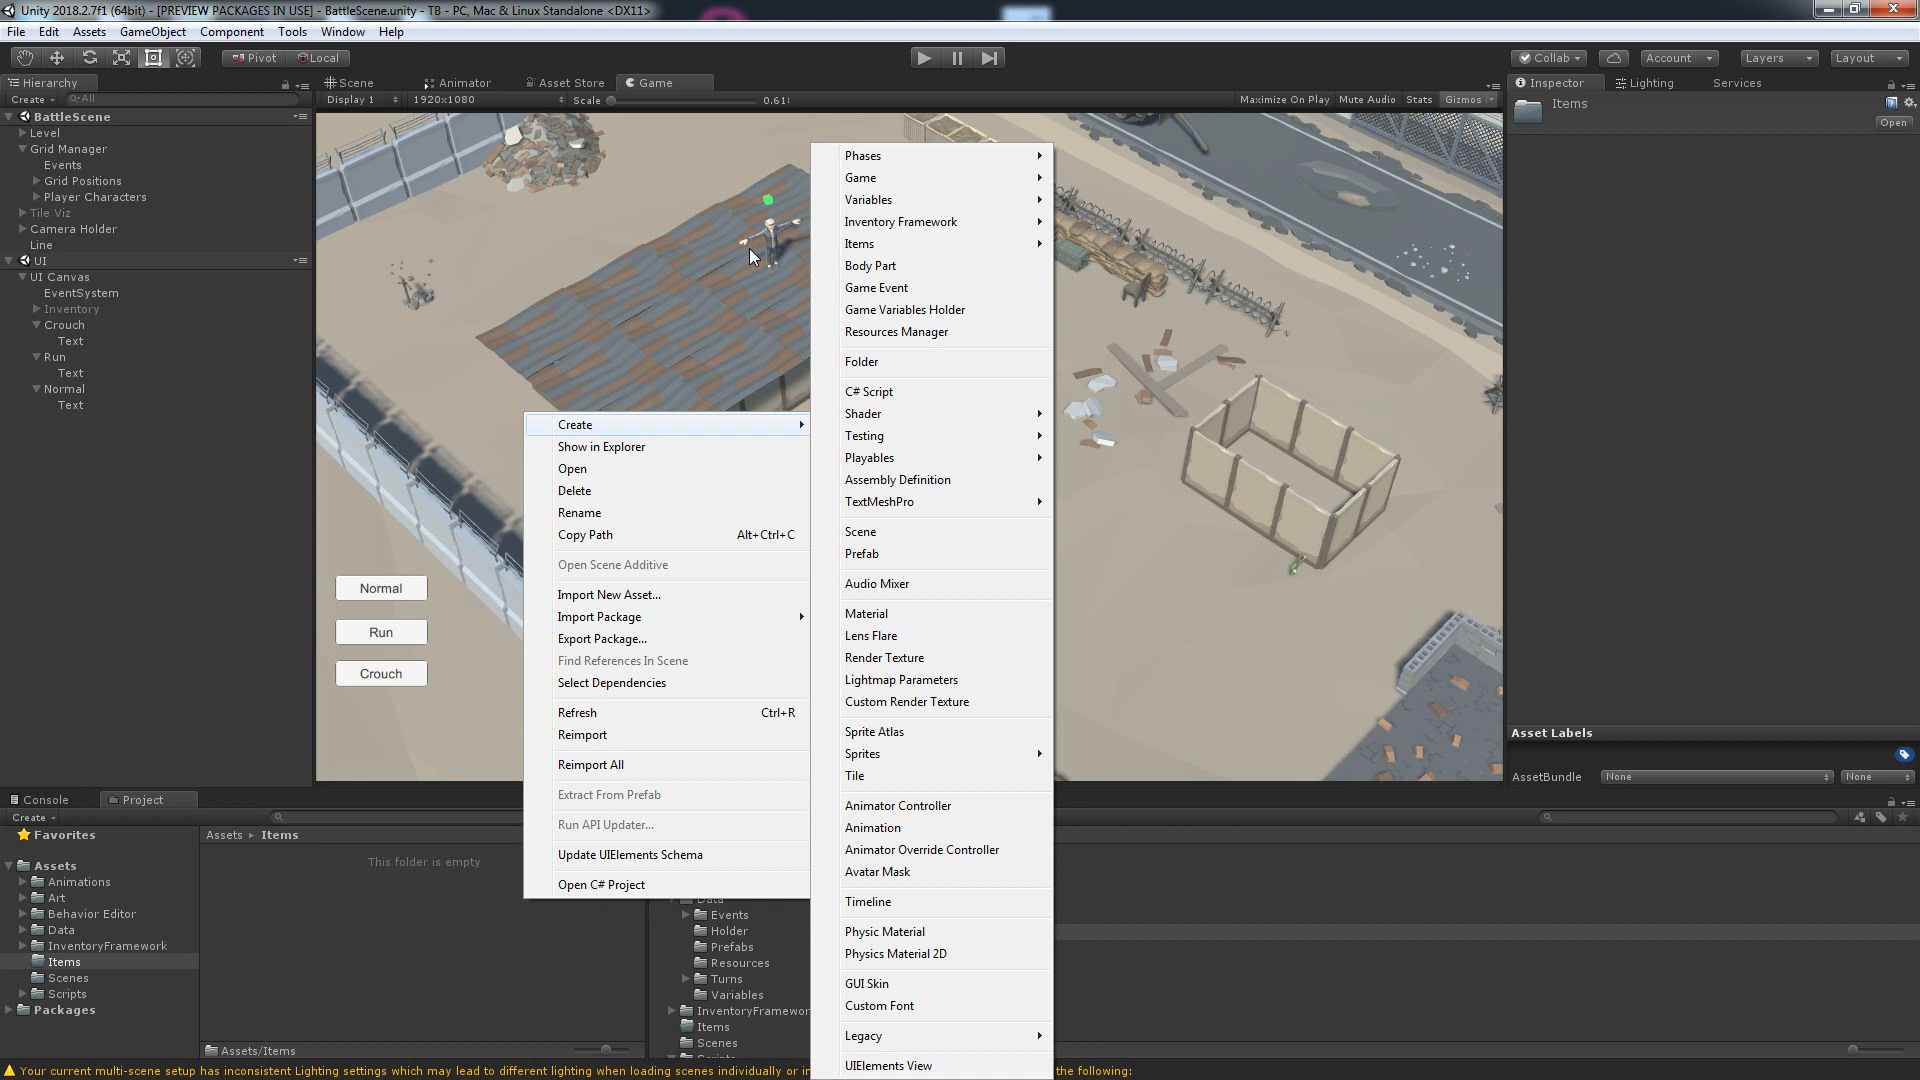 Unity 2018.2.7f1 (64bit) - [PREVIEW PACKAGES IN USE] - BattleScene.unity - TB - PC, Mac & Linux Standalone <DX11>
File Edit Assets GameObject Component Tools Window Help
Pivot Local Collab Account Layers Layout
Hierarchy Scene Animator Asset Store Game Inspector Lighting Services
Create All Display 1 1920x1080 Scale 0.61 Maximize On Play Mute Audio Stats Gizmos Items
Open
BattleScene
Level
Grid Manager
Events
Grid Positions
Player Characters
Tile Viz
Camera Holder
Line
UI
UI Canvas
EventSystem
Inventory
Crouch
Text
Run
Text
Normal
Text
Normal
Run
Crouch
Create
Show in Explorer
Open
Delete
Rename
Copy Path Alt+Ctrl+C
Open Scene Additive
Import New Asset...
Import Package
Export Package...
Find References In Scene
Select Dependencies
Refresh Ctrl+R
Reimport
Reimport All
Extract From Prefab
Run API Updater...
Update UIElements Schema
Open C# Project
Phases
Game
Variables
Inventory Framework
Items
Body Part
Game Event
Game Variables Holder
Resources Manager
Folder
C# Script
Shader
Testing
Playables
Assembly Definition
TextMeshPro
Scene
Prefab
Audio Mixer
Material
Lens Flare
Render Texture
Lightmap Parameters
Custom Render Texture
Sprite Atlas
Sprites
Tile
Animator Controller
Animation
Animator Override Controller
Avatar Mask
Timeline
Physic Material
Physics Material 2D
GUI Skin
Custom Font
Legacy
UIElements View
Asset Labels
AssetBundle None None
Console Project
Create
Favorites
Assets
Animations
Art
Behavior Editor
Data
InventoryFramework
Items
Scenes
Scripts
Packages
Assets Items
This folder is empty
Assets/Items
Data
Events
Holder
Prefabs
Resources
Turns
Variables
InventoryFramewor
Items
Scenes
Scripts
Your current multi-scene setup has inconsistent Lighting settings which may lead to different lighting when loading scenes individually or in the following: